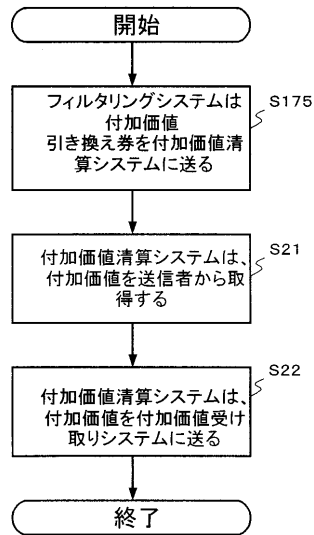 開始
フィルタリングシステムは
付加価値
引き換え券を付加価値清
算システムに送る
S175
付加価値清算システムは、
付加価値を送信者から取
得する
S21
付加価値清算システムは、
付加価値を付加価値受け
取りシステムに送る
S22
終了